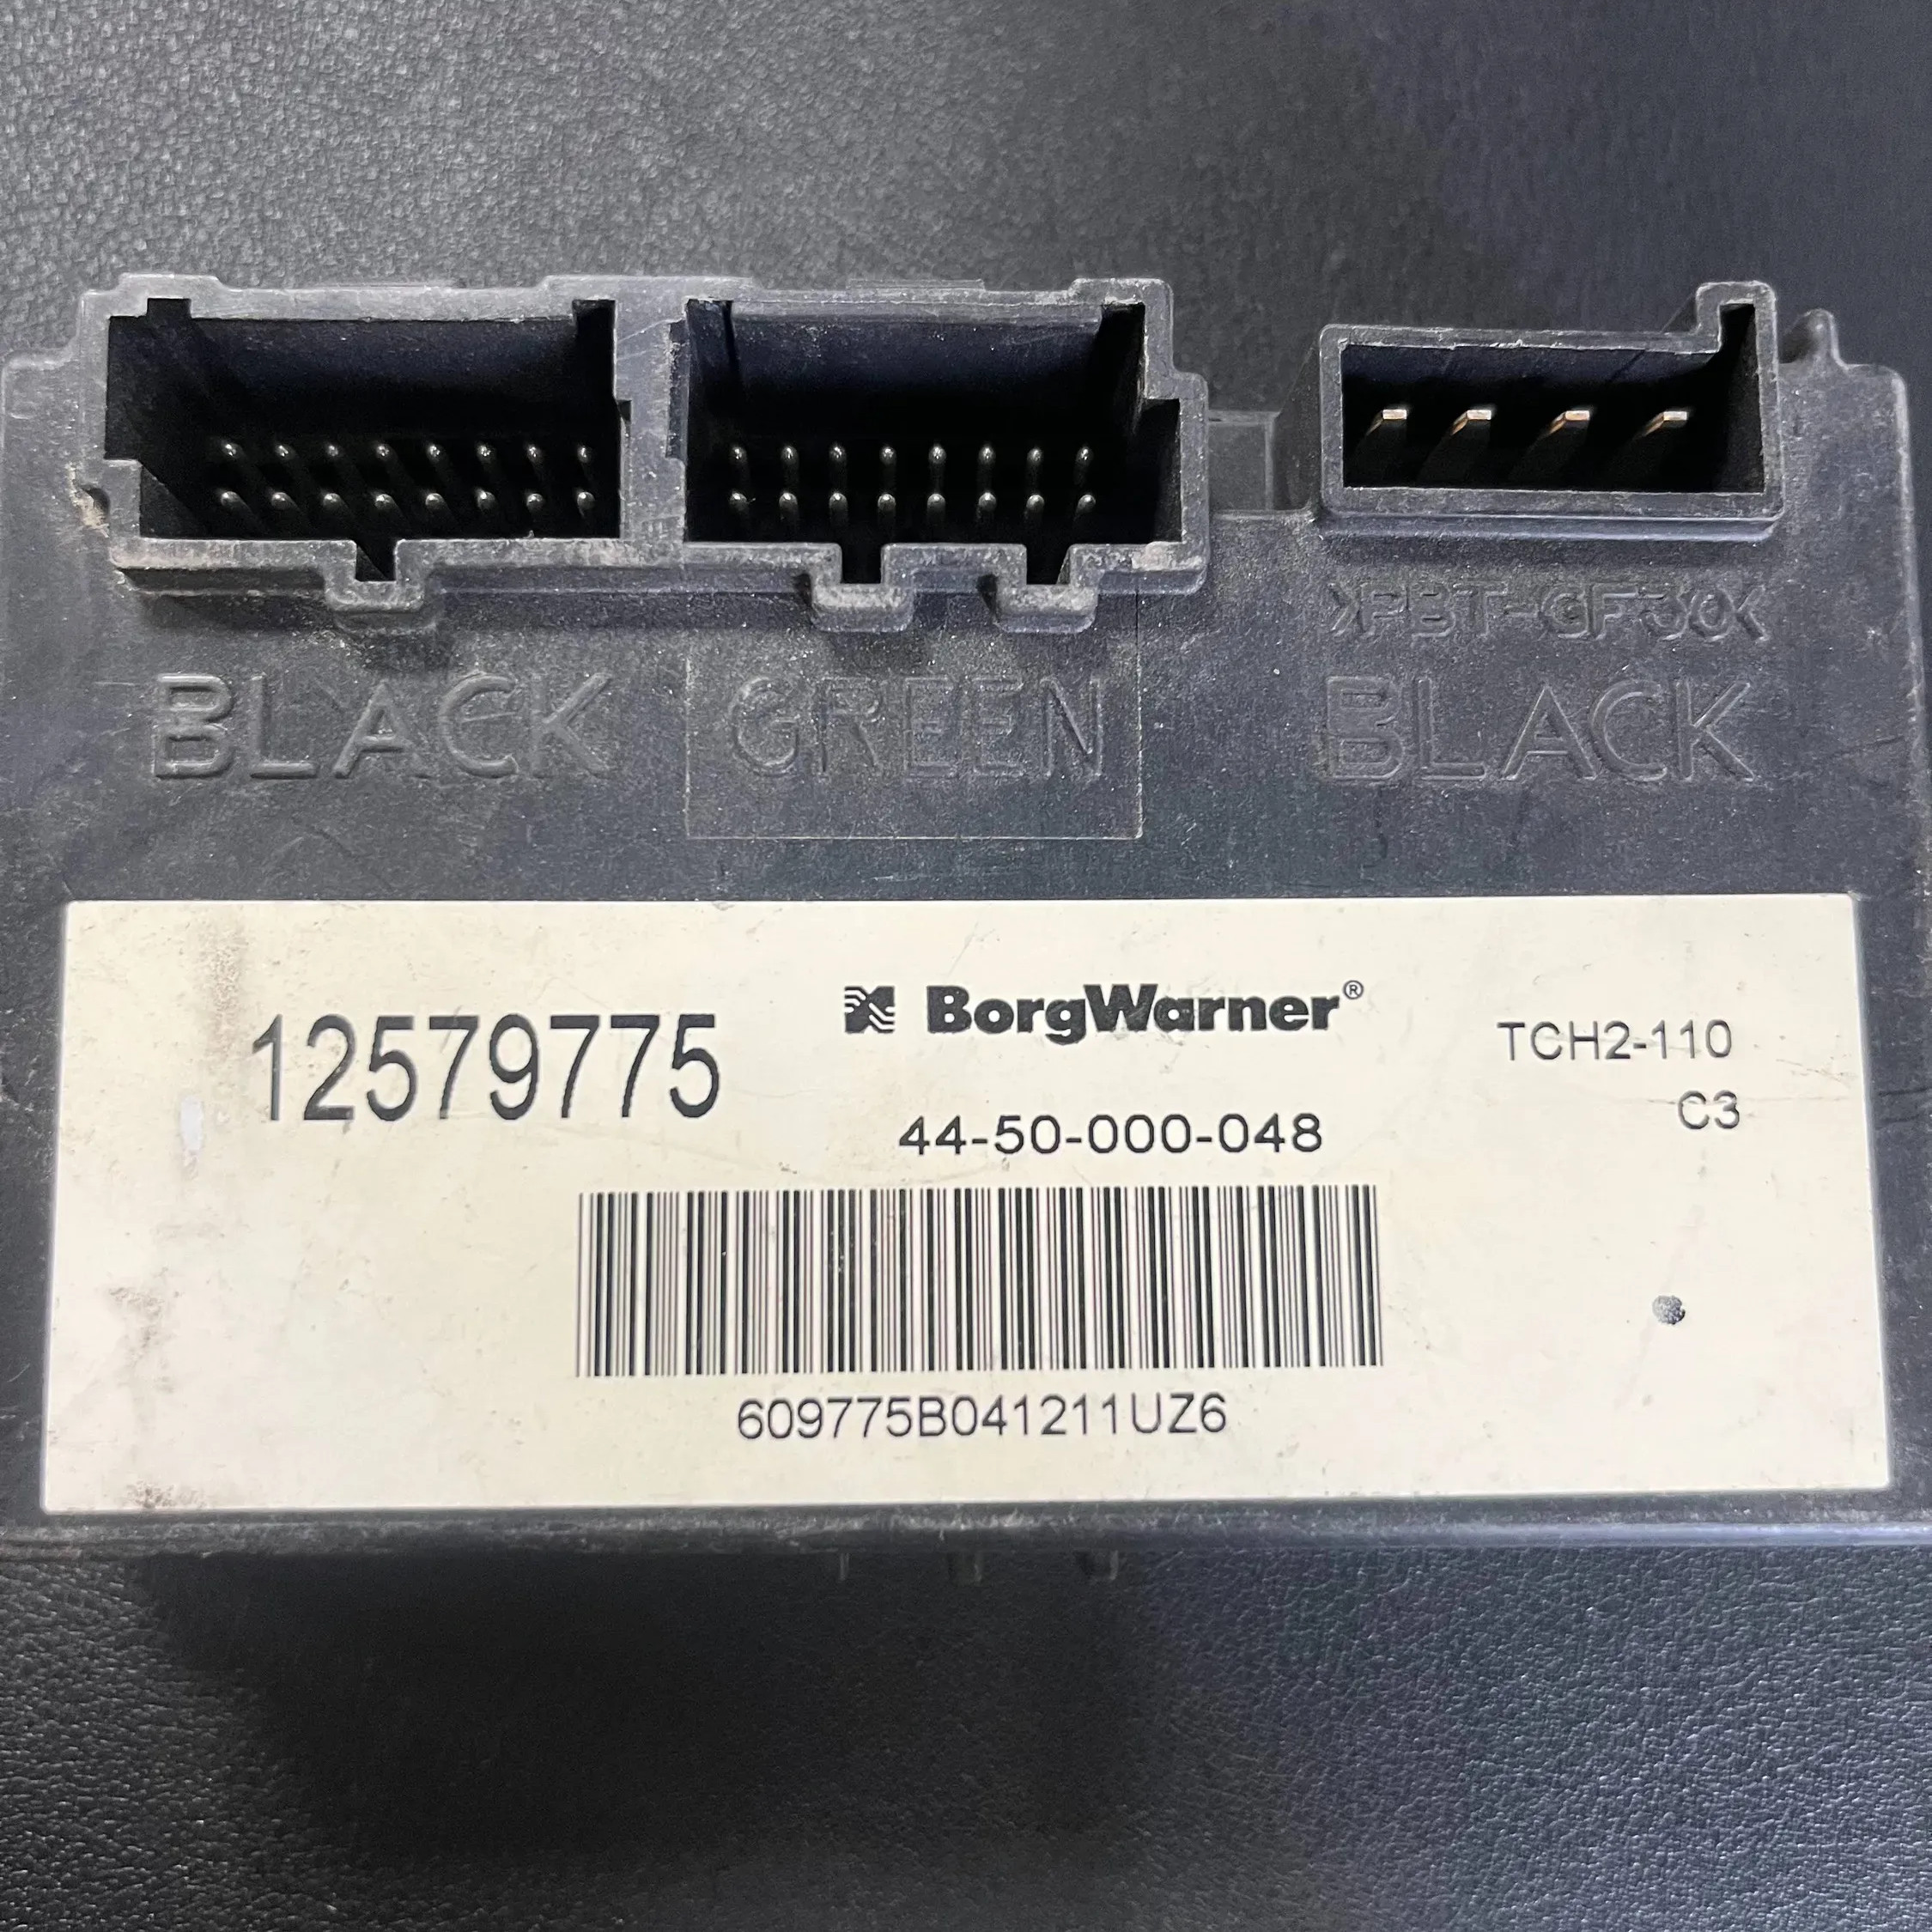 >PBT-GF30<
BLACK GREEN BLACK
12579775
BorgWarner®
TCH2-110
C3
44-50-000-048
609775B041211UZ6